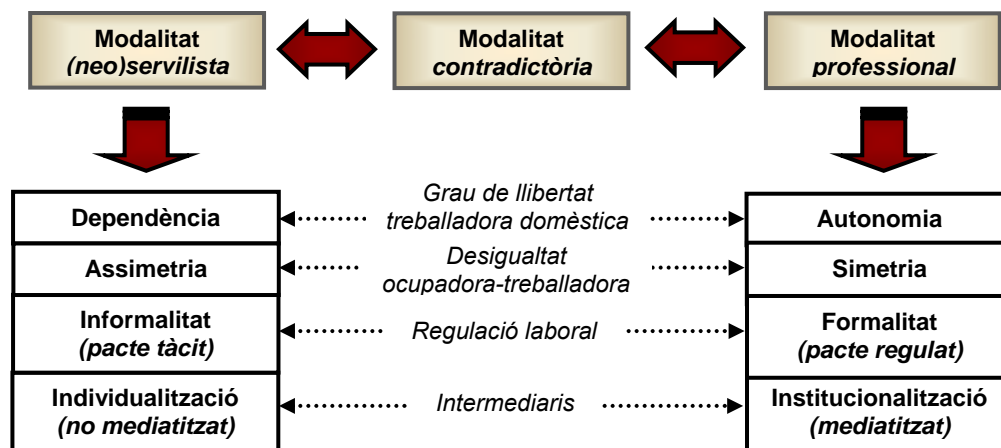 Modalitat
(neo)servilista
Modalitat
contradictòria
Modalitat
professional
Dependència
Grau de llibertat
treballadora domèstica
Autonomia
Assimetria
Desigualtat
ocupadora-treballadora
Simetria
Informalitat
(pacte tàcit)
Regulació laboral
Formalitat
(pacte regulat)
Individualització
(no mediatitzat)
Intermediaris
Institucionalització
(mediatitzat)